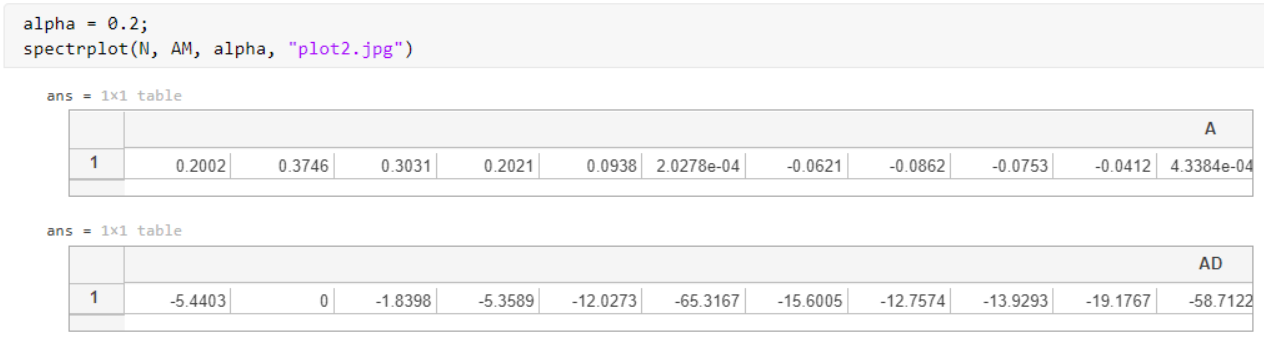 alpha = 0.2;
spectrplot(N, AM, alpha, "plot2.jpg")
ans = 1×1 table
A
1 0.2002 0.3746 0.3031 0.2021 0.0938 2.0278e-04 -0.0621 -0.0862 -0.0753 -0.0412 4.3384e-04
ans = 1×1 table
AD
1 -5.4403 0 -1.8398 -5.3589 -12.0273 -65.3167 -15.6005 -12.7574 -13.9293 -19.1767 -58.7122